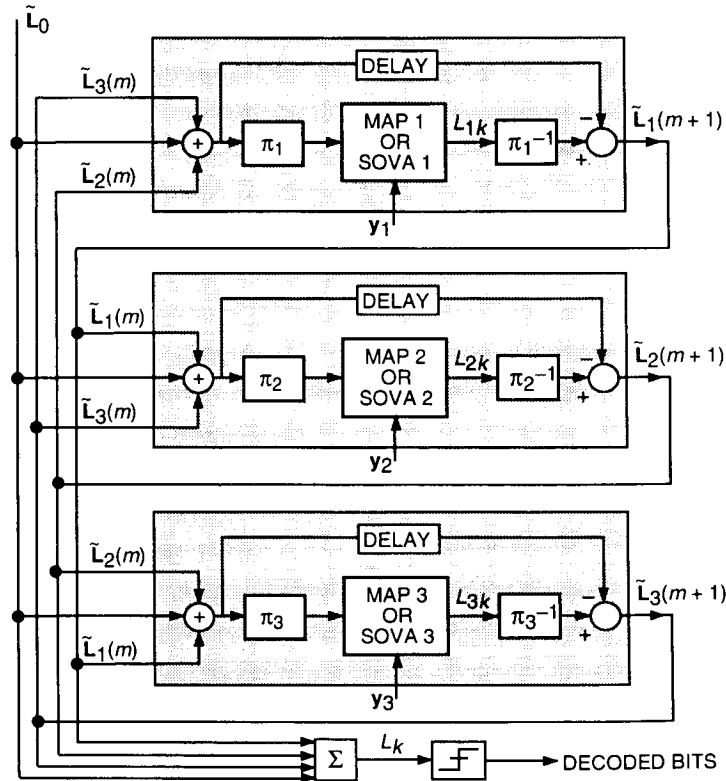 L̃₀
DELAY
L̃₃(m)
+
π₁
MAP 1
OR
SOVA 1
L₁ₖ
π₁⁻¹
−
+
L̃₁(m + 1)
L̃₂(m)
y₁
DELAY
L̃₁(m)
+
π₂
MAP 2
OR
SOVA 2
L₂ₖ
π₂⁻¹
−
+
L̃₂(m + 1)
L̃₃(m)
y₂
DELAY
L̃₂(m)
+
π₃
MAP 3
OR
SOVA 3
L₃ₖ
π₃⁻¹
−
+
L̃₃(m + 1)
L̃₁(m)
y₃
Σ
Lₖ
DECODED BITS